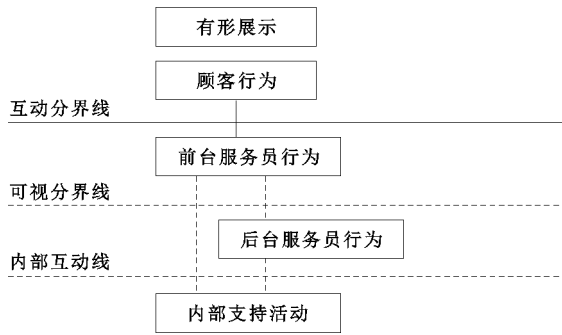 有形展示
顾客行为
互动分界线
前台服务员行为
可视分界线
后台服务员行为
内部互动线
内部支持活动